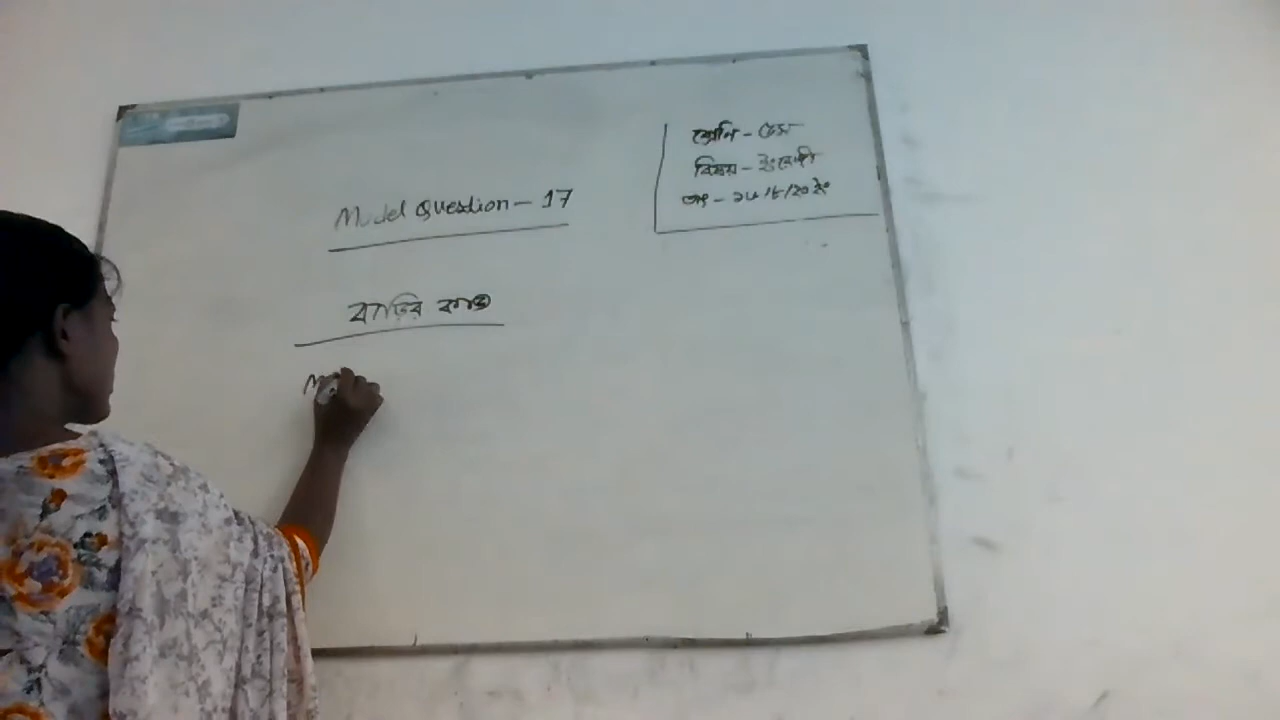 Model Question – 17
শ্রেণি – ৫ম
বিষয় – ইংরেজী
বাড়ির কাজ